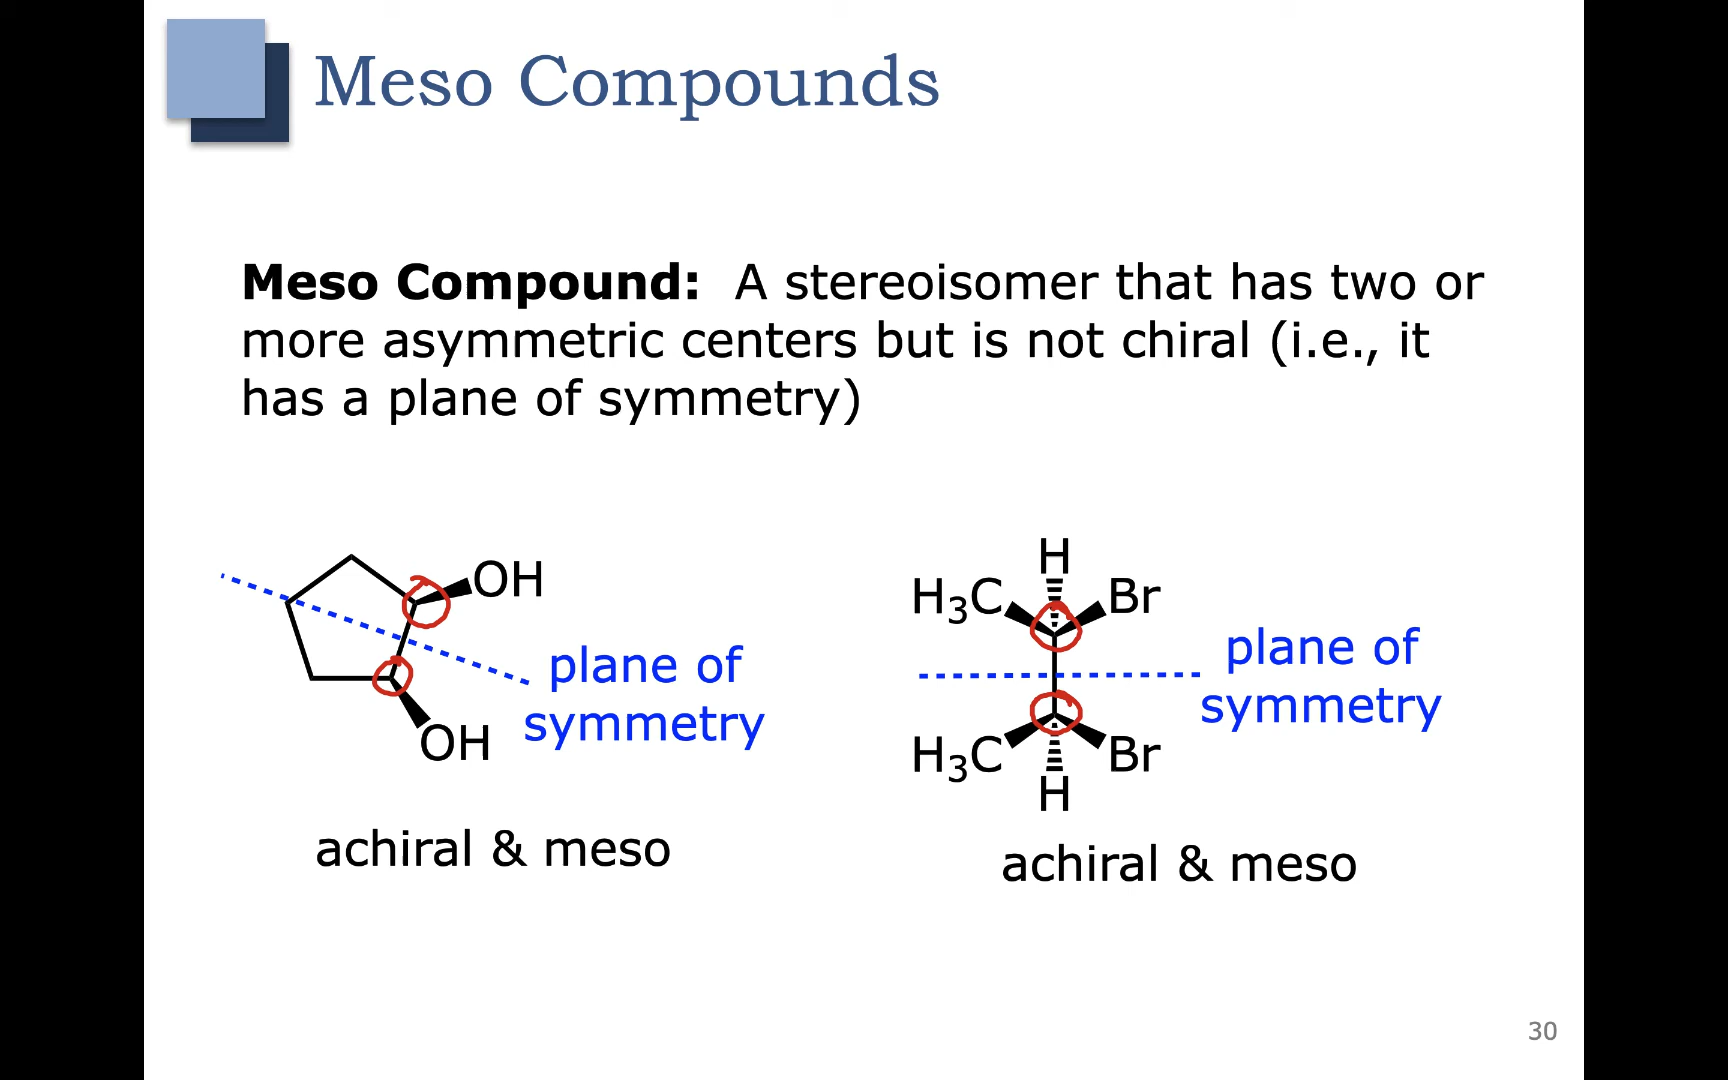 Meso Compounds
Meso Compound: A stereoisomer that has two or
more asymmetric centers but is not chiral (i.e., it
has a plane of symmetry)
OH
OH
plane of
symmetry
achiral & meso
H
H₃C Br
H₃C Br
H
plane of
symmetry
achiral & meso
30